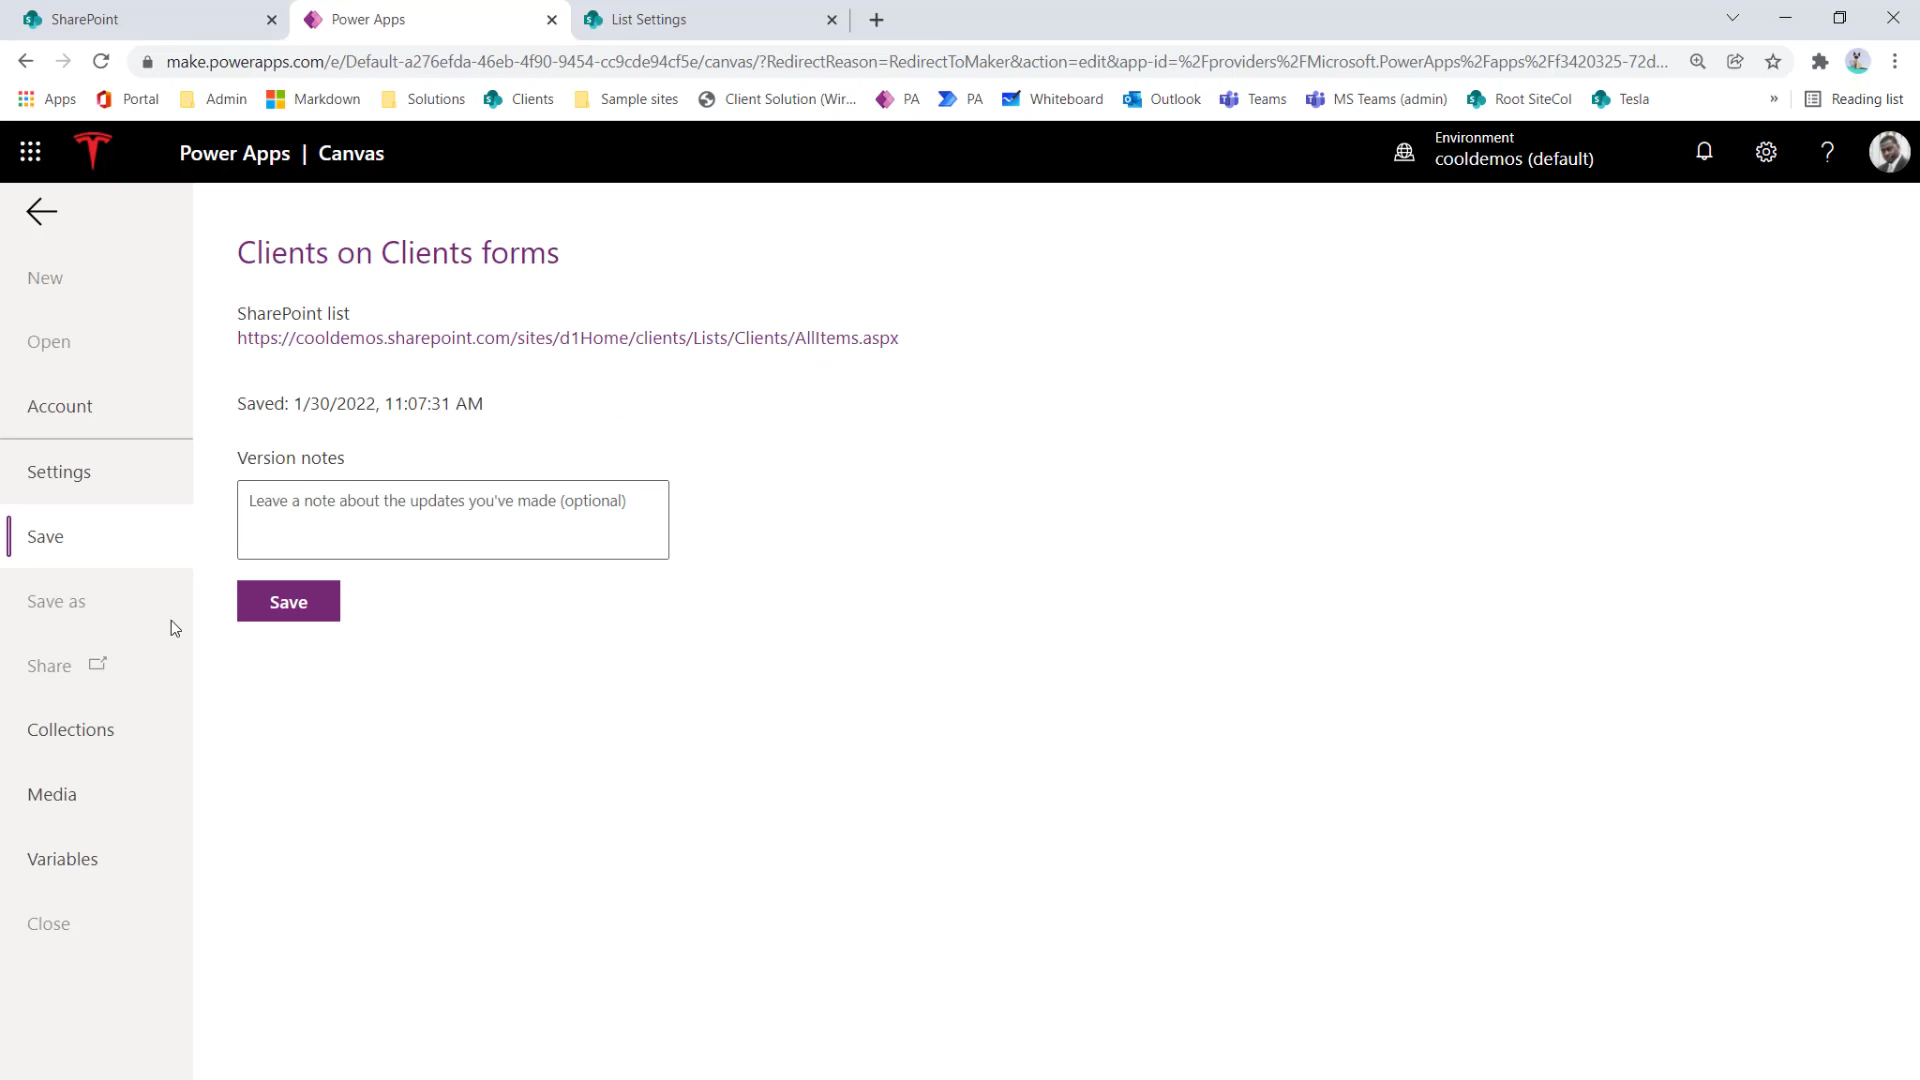 SharePoint
Power Apps
List Settings
make.powerapps.com/e/Default-a276efda-46eb-4f90-9454-cc9cde94cf5e/canvas/?RedirectReason=RedirectToMaker&action=edit&app-id=%2Fproviders%2FMicrosoft.PowerApps%2Fapps%2Ff3420325-72d...
Apps Portal Admin Markdown Solutions Clients Sample sites Client Solution (Wir... PA PA Whiteboard Outlook Teams MS Teams (admin) Root SiteCol Tesla » Reading list
Power Apps | Canvas
Environment
cooldemos (default)
New
Open
Account
Settings
Save
Save as
Share
Collections
Media
Variables
Close
Clients on Clients forms
SharePoint list
https://cooldemos.sharepoint.com/sites/d1Home/clients/Lists/Clients/AllItems.aspx
Saved: 1/30/2022, 11:07:31 AM
Version notes
Leave a note about the updates you've made (optional)
Save